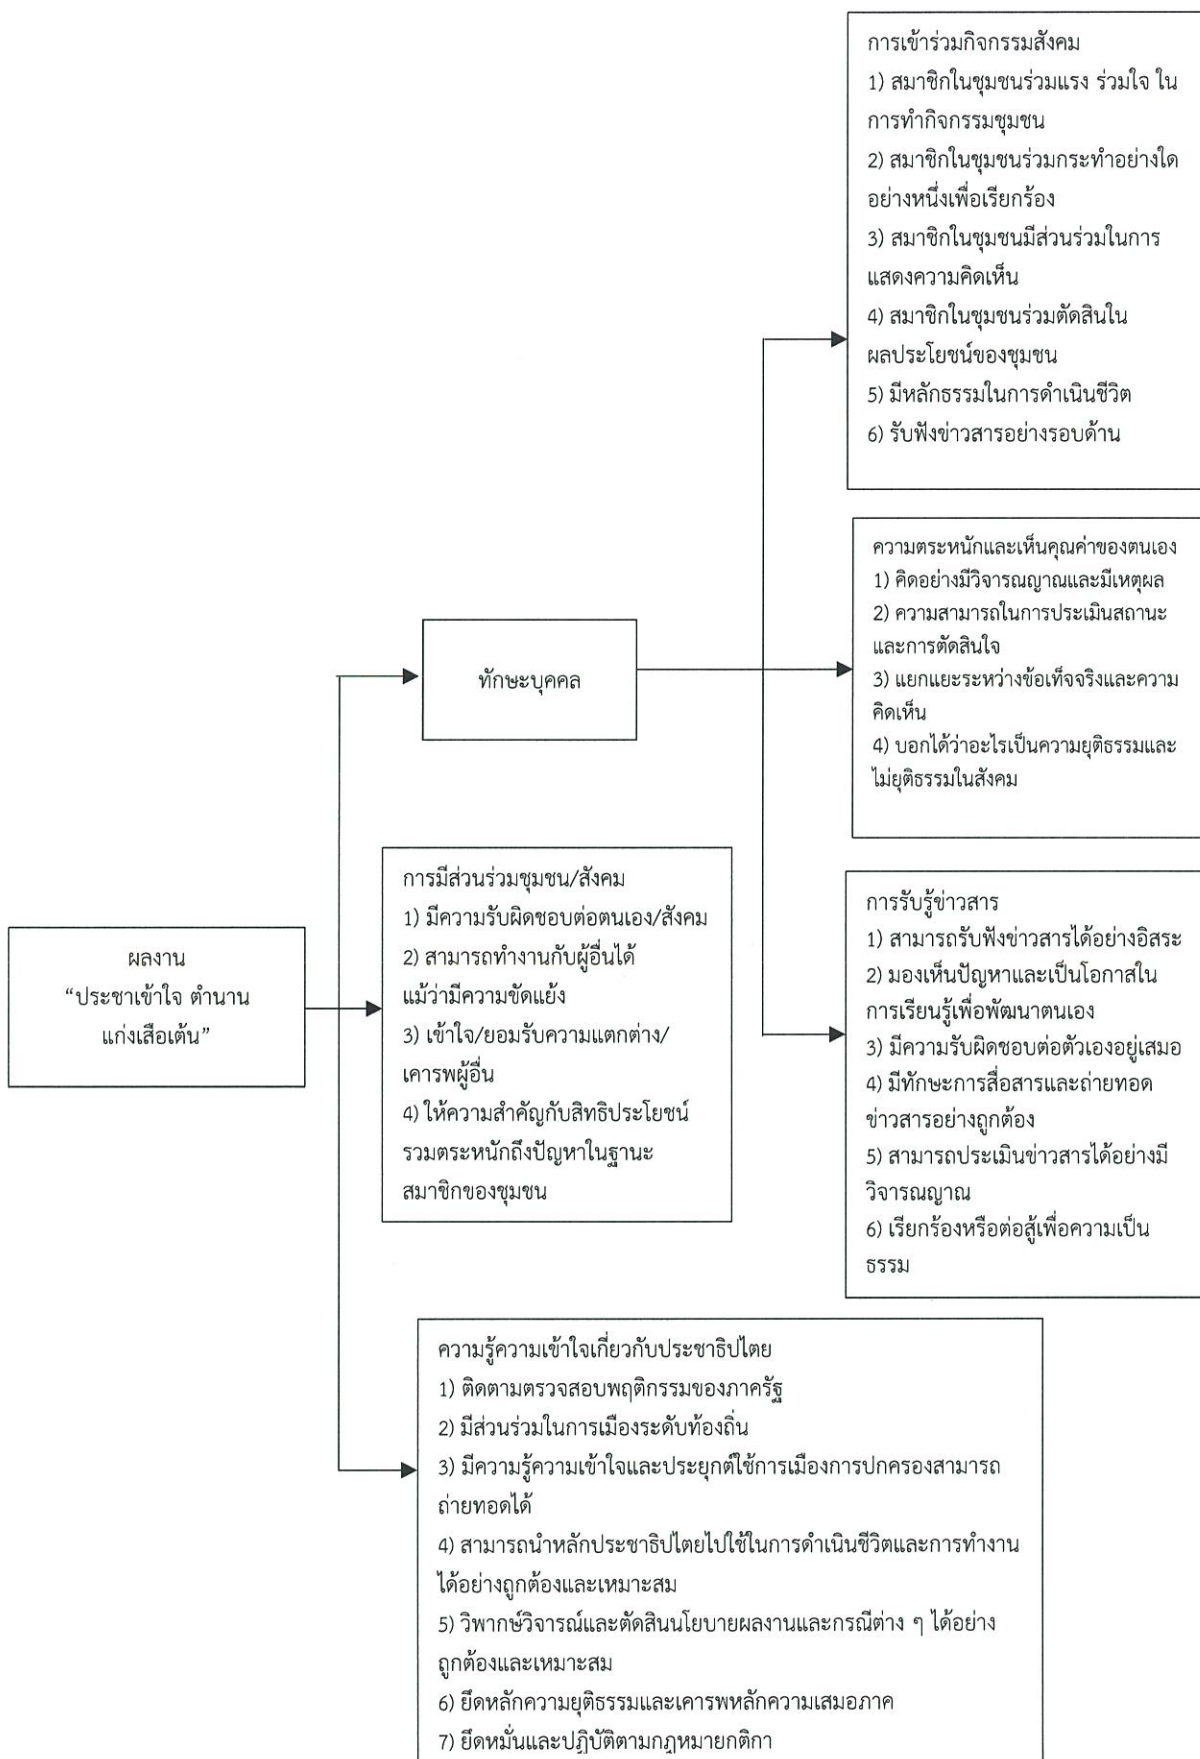 การเข้าร่วมกิจกรรมสังคม
1) สมาชิกในชุมชนร่วมแรง ร่วมใจ ใน
การทำกิจกรรมชุมชน
2) สมาชิกในชุมชนร่วมกระทำอย่างใด
อย่างหนึ่งเพื่อเรียกร้อง
3) สมาชิกในชุมชนมีส่วนร่วมในการ
แสดงความคิดเห็น
4) สมาชิกในชุมชนร่วมตัดสินใน
ผลประโยชน์ของชุมชน
5) มีหลักธรรมในการดำเนินชีวิต
6) รับฟังข่าวสารอย่างรอบด้าน
ความตระหนักและเห็นคุณค่าของตนเอง
1) คิดอย่างมีวิจารณญาณและมีเหตุผล
2) ความสามารถในการประเมินสถานะ
และการตัดสินใจ
3) แยกแยะระหว่างข้อเท็จจริงและความ
คิดเห็น
4) บอกได้ว่าอะไรเป็นความยุติธรรมและ
ไม่ยุติธรรมในสังคม
ทักษะบุคคล
การมีส่วนร่วมชุมชน/สังคม
1) มีความรับผิดชอบต่อตนเอง/สังคม
2) สามารถทำงานกับผู้อื่นได้
แม้ว่ามีความขัดแย้ง
3) เข้าใจ/ยอมรับความแตกต่าง/
เคารพผู้อื่น
4) ให้ความสำคัญกับสิทธิประโยชน์
รวมตระหนักถึงปัญหาในฐานะ
สมาชิกของชุมชน
ผลงาน
“ประชาเข้าใจ ตำนาน
แก่งเสือเต้น”
การรับรู้ข่าวสาร
1) สามารถรับฟังข่าวสารได้อย่างอิสระ
2) มองเห็นปัญหาและเป็นโอกาสใน
การเรียนรู้เพื่อพัฒนาตนเอง
3) มีความรับผิดชอบต่อตัวเองอยู่เสมอ
4) มีทักษะการสื่อสารและถ่ายทอด
ข่าวสารอย่างถูกต้อง
5) สามารถประเมินข่าวสารได้อย่างมี
วิจารณญาณ
6) เรียกร้องหรือต่อสู้เพื่อความเป็น
ธรรม
ความรู้ความเข้าใจเกี่ยวกับประชาธิปไตย
1) ติดตามตรวจสอบพฤติกรรมของภาครัฐ
2) มีส่วนร่วมในการเมืองระดับท้องถิ่น
3) มีความรู้ความเข้าใจและประยุกต์ใช้การเมืองการปกครองสามารถ
ถ่ายทอดได้
4) สามารถนำหลักประชาธิปไตยไปใช้ในการดำเนินชีวิตและการทำงาน
ได้อย่างถูกต้องและเหมาะสม
5) วิพากษ์วิจารณ์และตัดสินนโยบายผลงานและกรณีต่าง ๆ ได้อย่าง
ถูกต้องและเหมาะสม
6) ยึดหลักความยุติธรรมและเคารพหลักความเสมอภาค
7) ยึดหมั่นและปฏิบัติตามกฎหมายกติกา